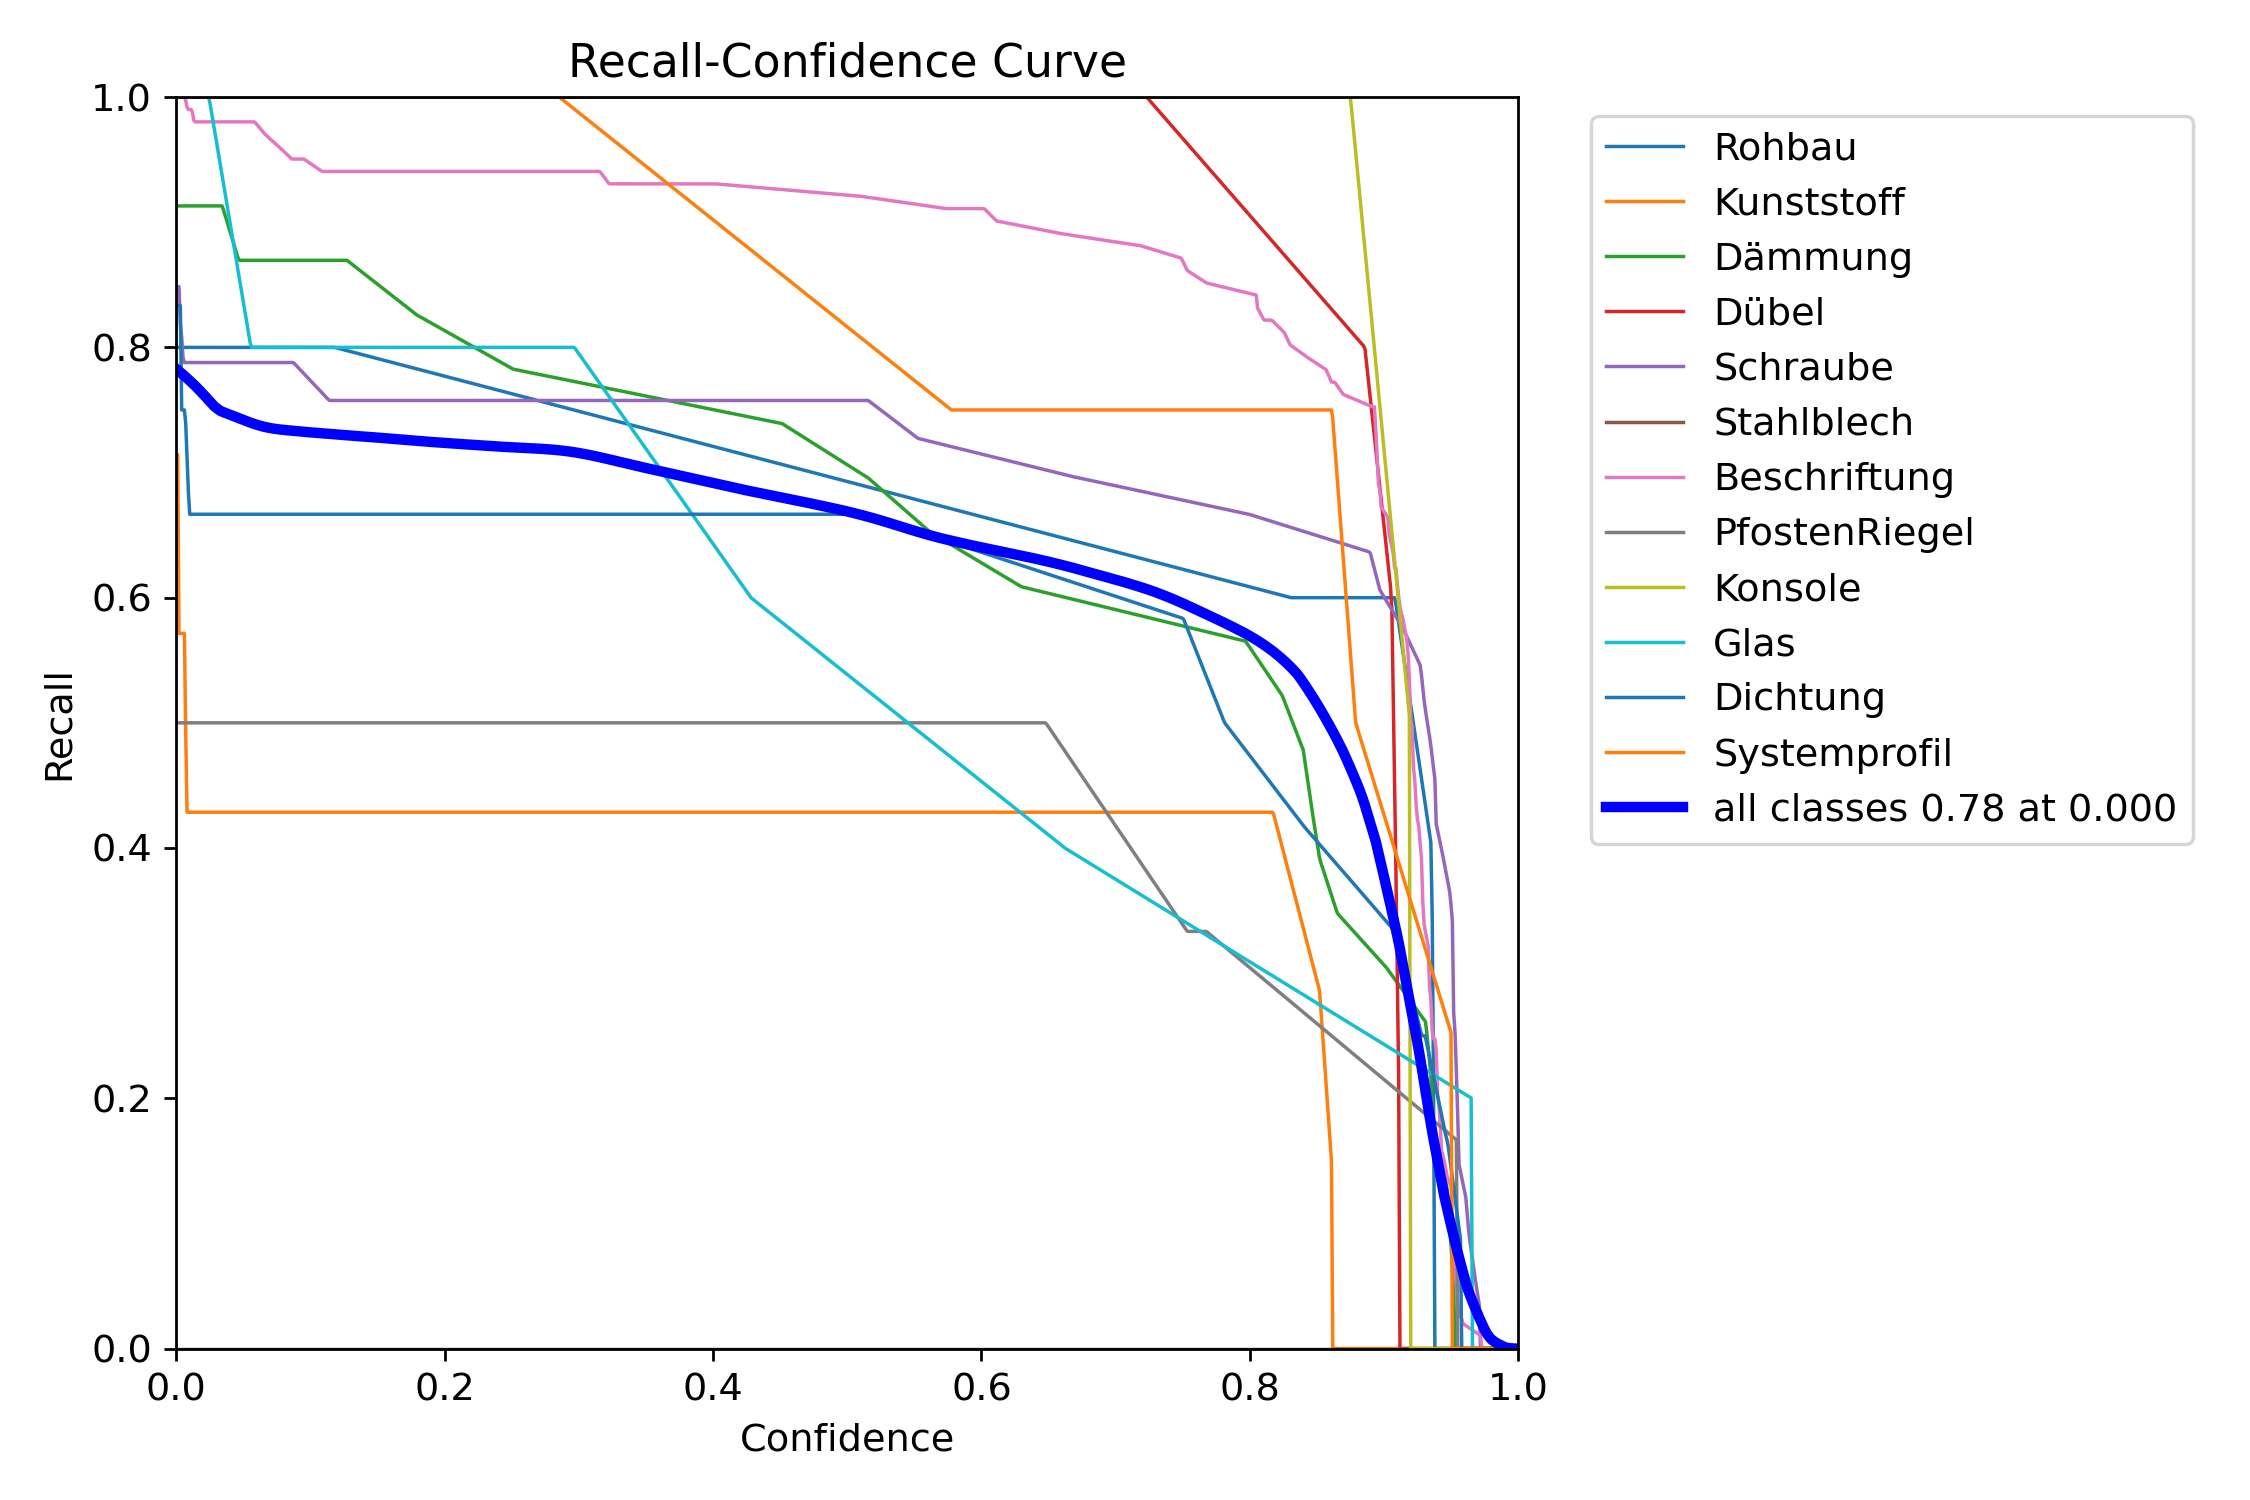 Recall-Confidence Curve
1.0
0.8
0.6
0.4
0.2
0.0
Recall
0.0 0.2 0.4 0.6 0.8 1.0
Confidence
Rohbau
Kunststoff
Dämmung
Dübel
Schraube
Stahlblech
Beschriftung
PfostenRiegel
Konsole
Glas
Dichtung
Systemprofil
all classes 0.78 at 0.000